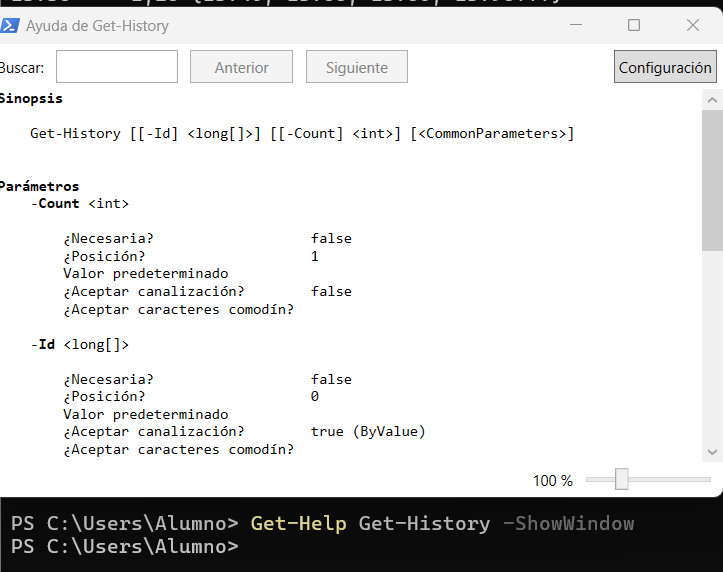 Ayuda de Get-History
Buscar: Anterior Siguiente Configuración
Sinopsis
Get-History [[-Id] <long[]>] [[-Count] <int>] [<CommonParameters>]
Parámetros
-Count <int>
¿Necesaria? false
¿Posición? 1
Valor predeterminado
¿Aceptar canalización? false
¿Aceptar caracteres comodín?
-Id <long[]>
¿Necesaria? false
¿Posición? 0
Valor predeterminado
¿Aceptar canalización? true (ByValue)
¿Aceptar caracteres comodín?
100 %
PS C:\Users\Alumno> Get-Help Get-History -ShowWindow
PS C:\Users\Alumno>